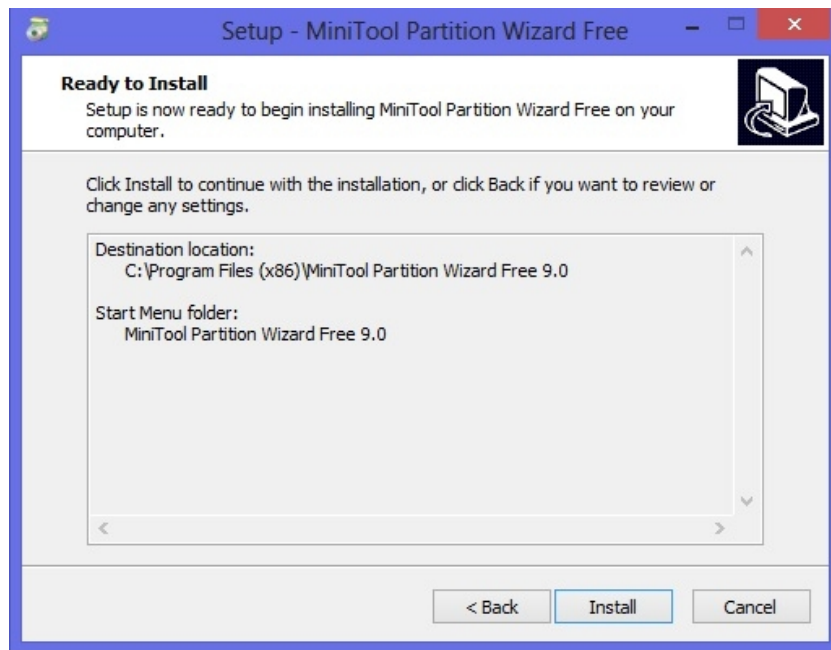 Setup - MiniTool Partition Wizard Free
Ready to Install
Setup is now ready to begin installing MiniTool Partition Wizard Free on your
computer.
Click Install to continue with the installation, or click Back if you want to review or
change any settings.
Destination location:
C:\Program Files (x86)\MiniTool Partition Wizard Free 9.0
Start Menu folder:
MiniTool Partition Wizard Free 9.0
< Back
Install
Cancel